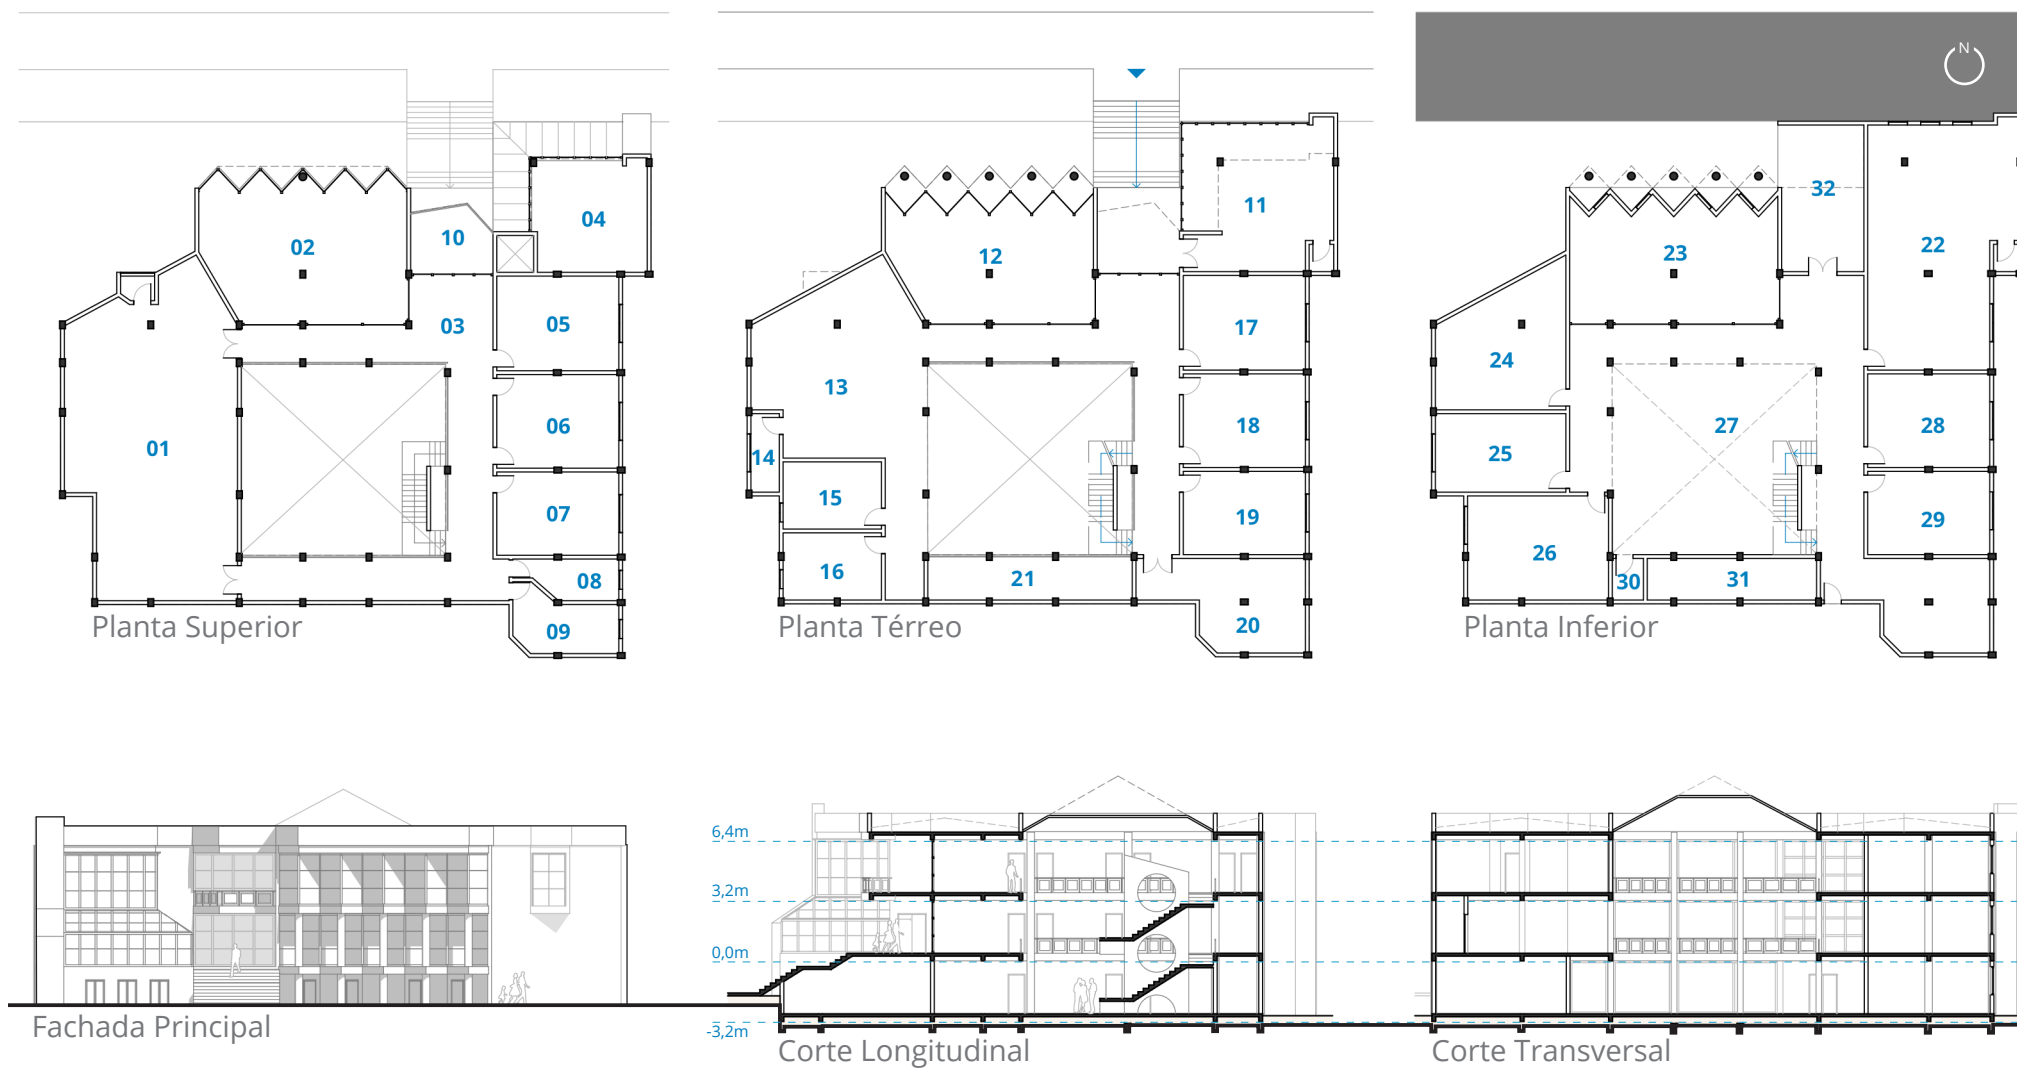 N
02
10
04
03
05
01
06
07
08
09
Planta Superior
11
12
17
13
14
18
15
19
16
21
20
Planta Térreo
32
22
23
24
27
28
25
29
26
30
31
Planta Inferior
Fachada Principal
6,4m
3,2m
0,0m
-3,2m
Corte Longitudinal
Corte Transversal